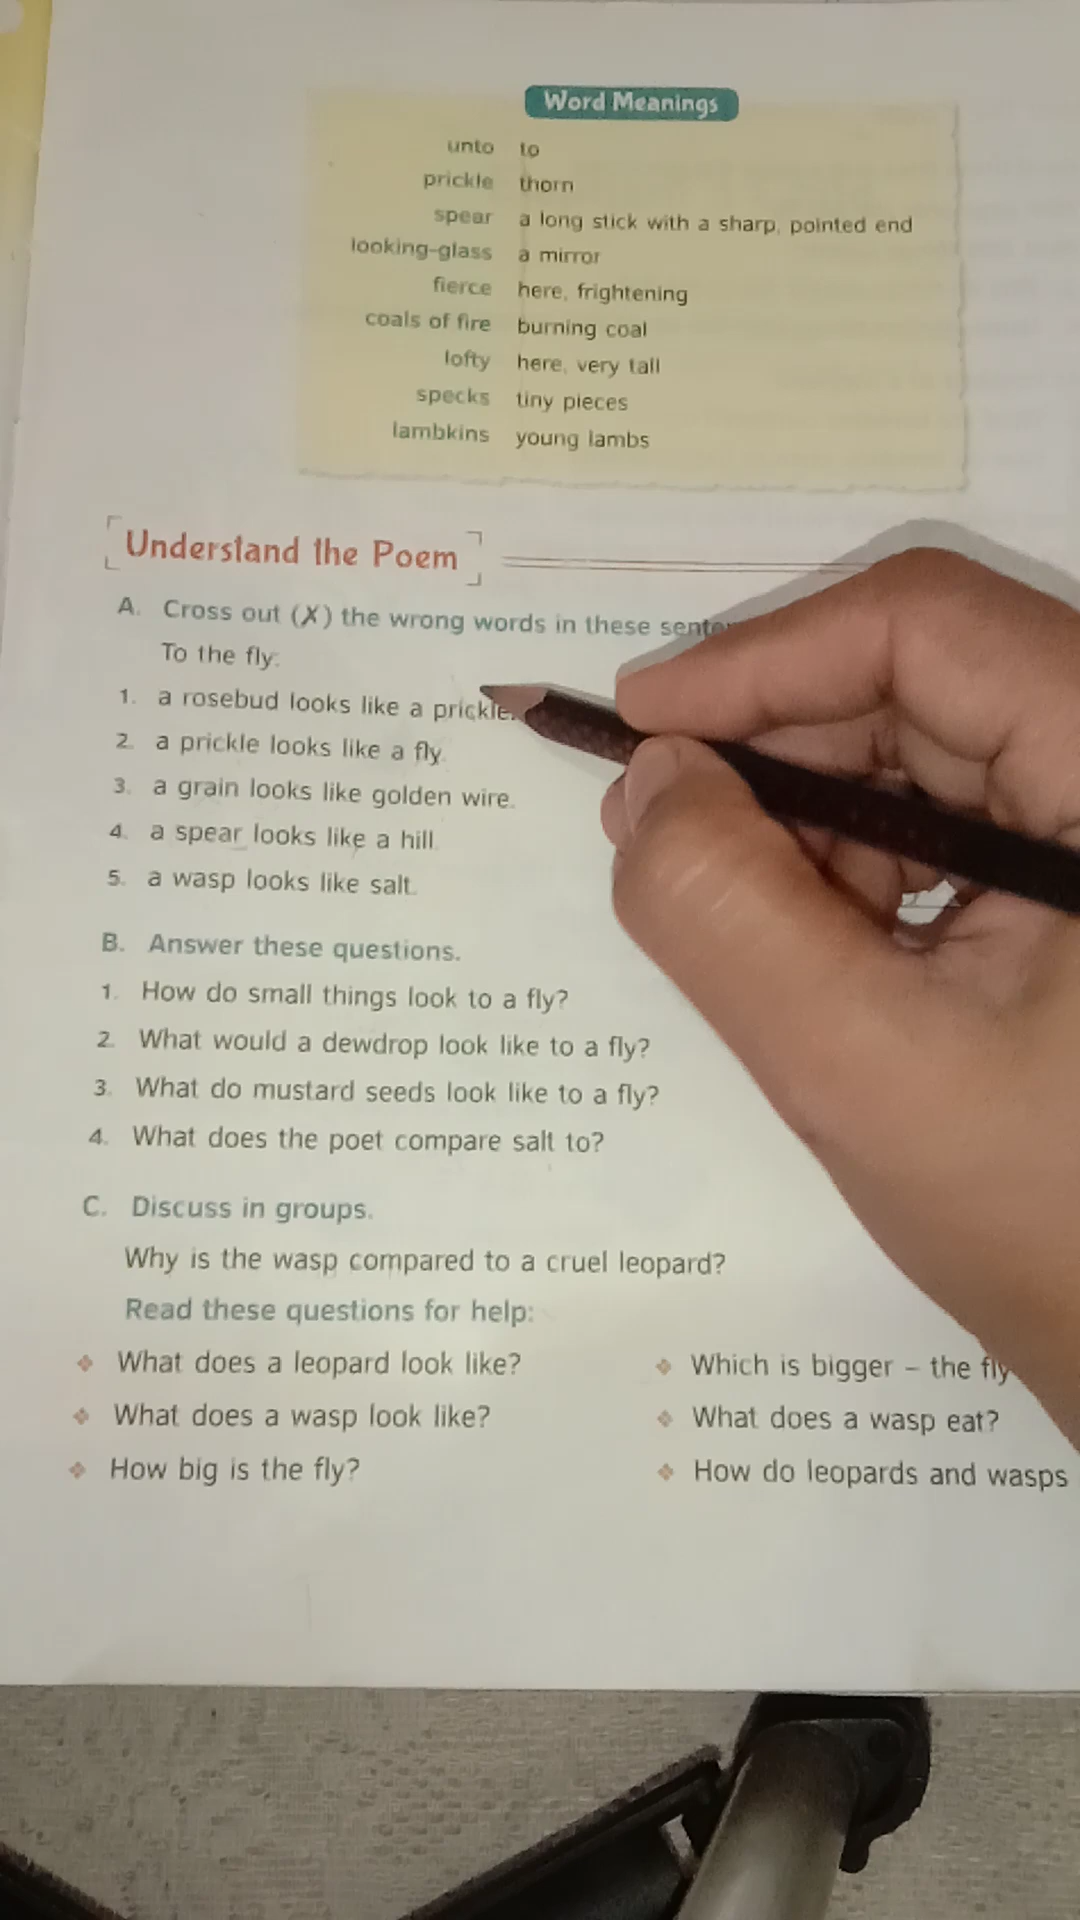 Word Meanings
unto to
prickle thorn
spear a long stick with a sharp, pointed end
looking-glass a mirror
fierce here, frightening
coals of fire burning coal
lofty here, very tall
specks tiny pieces
lambkins young lambs
Understand the Poem
A. Cross out (X) the wrong words in these
To the fly:
1. a rosebud looks like a prickle.
2. a prickle looks like a fly.
3. a grain looks like golden wire.
4. a spear looks like a hill.
5. a wasp looks like salt.
B. Answer these questions.
1. How do small things look to a fly?
2. What would a dewdrop look like to a fly?
3. What do mustard seeds look like to a fly?
4. What does the poet compare salt to?
C. Discuss in groups.
Why is the wasp compared to a cruel leopard?
Read these questions for help:
What does a leopard look like?
What does a wasp look like?
How big is the fly?
Which is bigger – the fly
What does a wasp eat?
How do leopards and wasps